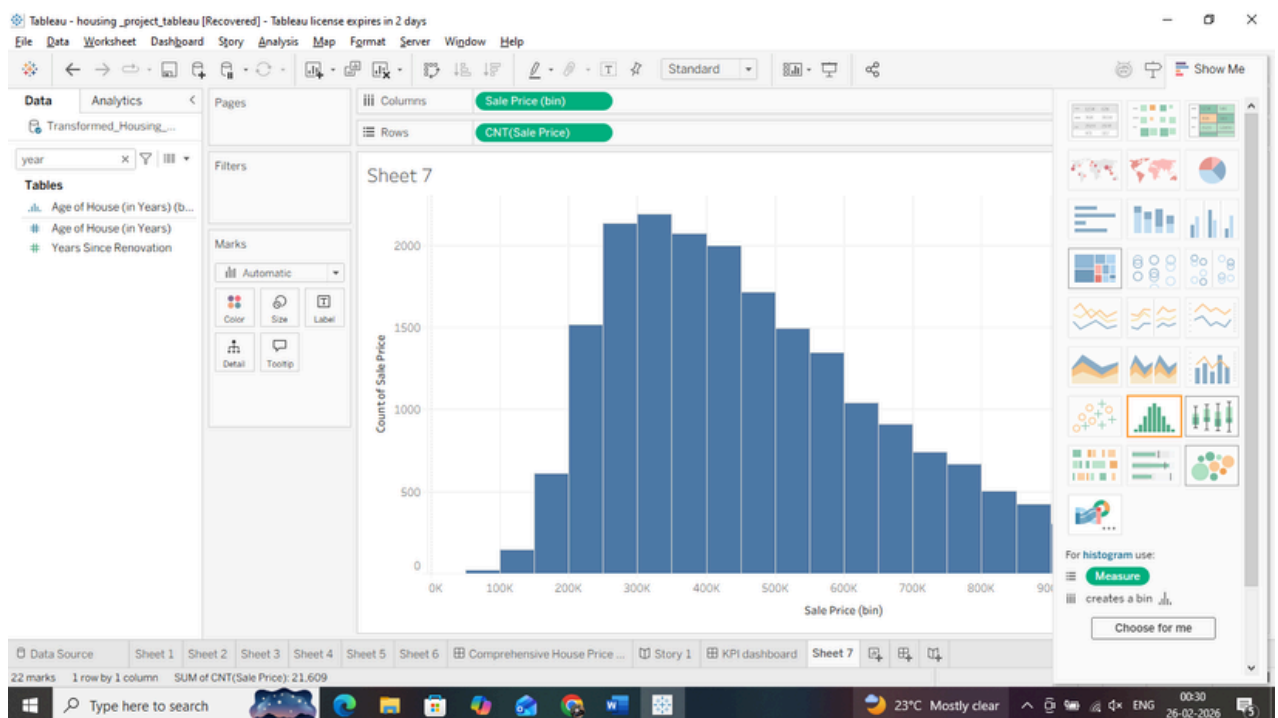 Tableau - housing _project_tableau [Recovered] - Tableau license expires in 2 days
File Data Worksheet Dashboard Story Analysis Map Format Server Window Help
Standard
Show Me
Data Analytics
Transformed_Housing_...
year
Tables
Age of House (in Years) (b...
Age of House (in Years)
Years Since Renovation
Pages
Filters
Marks
Automatic
Color Size Label
Detail Tooltip
Columns Sale Price (bin)
Rows CNT(Sale Price)
Sheet 7
Count of Sale Price
2000
1500
1000
500
0
0K 100K 200K 300K 400K 500K 600K 700K 800K 90
Sale Price (bin)
For histogram use:
Measure
creates a bin
Choose for me
Data Source Sheet 1 Sheet 2 Sheet 3 Sheet 4 Sheet 5 Sheet 6 Comprehensive House Price ... Story 1 KPI dashboard Sheet 7
22 marks 1 row by 1 column SUM of CNT(Sale Price): 21,609
Type here to search
23°C Mostly clear
ENG
00:30
26-02-2026